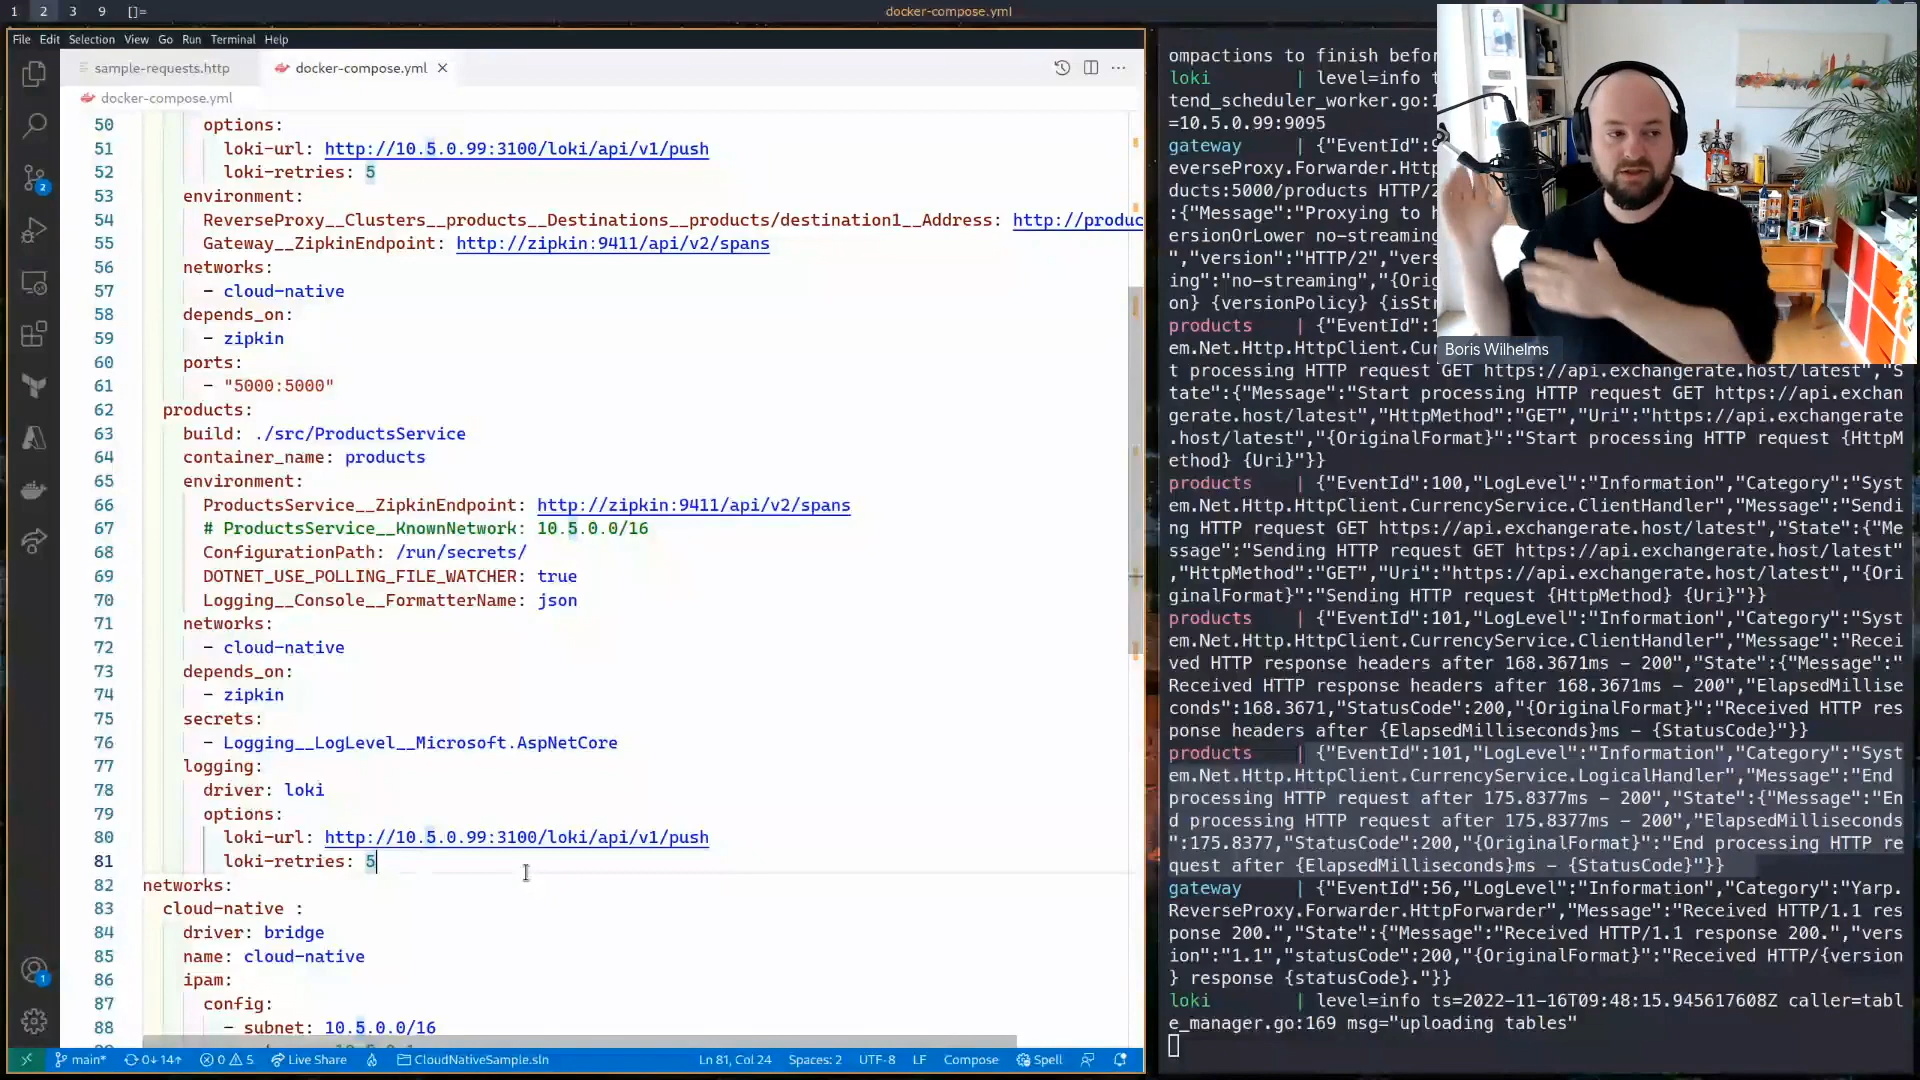 1 2 3 9 []= docker-compose.yml
File Edit Selection View Go Run Terminal Help
sample-requests.http docker-compose.yml
docker-compose.yml
50 options:
51 loki-url: http://10.5.0.99:3100/loki/api/v1/push
52 loki-retries: 5
53 environment:
54 ReverseProxy__Clusters__products__Destinations__products/destination1__Address: http://produc
55 Gateway__ZipkinEndpoint: http://zipkin:9411/api/v2/spans
56 networks:
57 - cloud-native
58 depends_on:
59 - zipkin
60 ports:
61 - "5000:5000"
62 products:
63 build: ./src/ProductsService
64 container_name: products
65 environment:
66 ProductsService__ZipkinEndpoint: http://zipkin:9411/api/v2/spans
67 # ProductsService__KnownNetwork: 10.5.0.0/16
68 ConfigurationPath: /run/secrets/
69 DOTNET_USE_POLLING_FILE_WATCHER: true
70 Logging__Console__FormatterName: json
71 networks:
72 - cloud-native
73 depends_on:
74 - zipkin
75 secrets:
76 - Logging__LogLevel__Microsoft.AspNetCore
77 logging:
78 driver: loki
79 options:
80 loki-url: http://10.5.0.99:3100/loki/api/v1/push
81 loki-retries: 5
82 networks:
83 cloud-native :
84 driver: bridge
85 name: cloud-native
86 ipam:
87 config:
88 - subnet: 10.5.0.0/16
2
1
main* 0↓ 14↑ 0 5 Live Share CloudNativeSample.sln Ln 81, Col 24 Spaces: 2 UTF-8 LF Compose Spell
ompactions to finish befor
loki | level=info t
tend_scheduler_worker.go:1
=10.5.0.99:9095
gateway | {"EventId":9
everseProxy.Forwarder.Htt
ducts:5000/products HTTP/2
:{"Message":"Proxying to h
ersionOrLower no-streaming
","version":"HTTP/2","vers
ing":"no-streaming","{Orig
on} {versionPolicy} {isStr
products | {"EventId":1
em.Net.Http.HttpClient.Cur
Boris Wilhelms
t processing HTTP request GET https://api.exchangerate.host/latest","S
tate":{"Message":"Start processing HTTP request GET https://api.exchan
gerate.host/latest","HttpMethod":"GET","Uri":"https://api.exchangerate
.host/latest","{OriginalFormat}":"Start processing HTTP request {HttpM
ethod} {Uri}"}}
products | {"EventId":100,"LogLevel":"Information","Category":"Syst
em.Net.Http.HttpClient.CurrencyService.ClientHandler","Message":"Sendi
ng HTTP request GET https://api.exchangerate.host/latest","State":{"Me
ssage":"Sending HTTP request GET https://api.exchangerate.host/latest"
,"HttpMethod":"GET","Uri":"https://api.exchangerate.host/latest","{Ori
ginalFormat}":"Sending HTTP request {HttpMethod} {Uri}"}}
products | {"EventId":101,"LogLevel":"Information","Category":"Syst
em.Net.Http.HttpClient.CurrencyService.ClientHandler","Message":"Recei
ved HTTP response headers after 168.3671ms - 200","State":{"Message":"
Received HTTP response headers after 168.3671ms - 200","ElapsedMillise
conds":168.3671,"StatusCode":200,"{OriginalFormat}":"Received HTTP res
ponse headers after {ElapsedMilliseconds}ms - {StatusCode}"}}
products | {"EventId":101,"LogLevel":"Information","Category":"Syst
em.Net.Http.HttpClient.CurrencyService.LogicalHandler","Message":"End 
processing HTTP request after 175.8377ms - 200","State":{"Message":"En
d processing HTTP request after 175.8377ms - 200","ElapsedMilliseconds
":175.8377,"StatusCode":200,"{OriginalFormat}":"End processing HTTP re
quest after {ElapsedMilliseconds}ms - {StatusCode}"}}
gateway | {"EventId":56,"LogLevel":"Information","Category":"Yarp.
ReverseProxy.Forwarder.HttpForwarder","Message":"Received HTTP/1.1 res
ponse 200.","State":{"Message":"Received HTTP/1.1 response 200.","vers
ion":"1.1","statusCode":200,"{OriginalFormat}":"Received HTTP/{version
} response {statusCode}."}}
loki | level=info ts=2022-11-16T09:48:15.945617608Z caller=tabl
e_manager.go:169 msg="uploading tables"